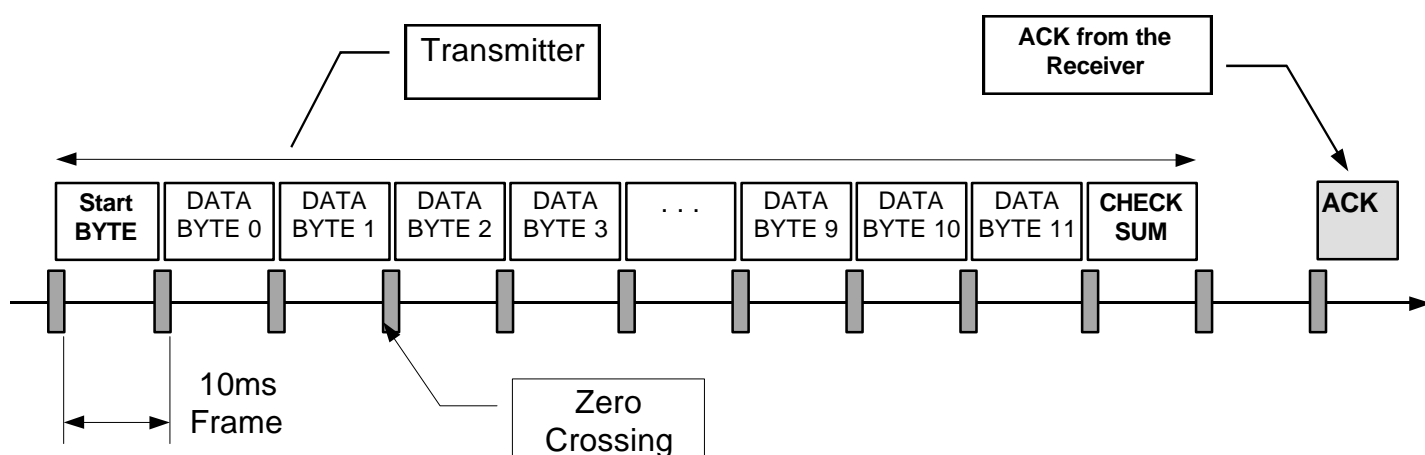 Transmitter
ACK from the
Receiver
Start
BYTE
DATA
BYTE 0
DATA
BYTE 1
DATA
BYTE 2
DATA
BYTE 3
. . .
DATA
BYTE 9
DATA
BYTE 10
DATA
BYTE 11
CHECK
SUM
ACK
10ms
Frame
Zero
Crossing